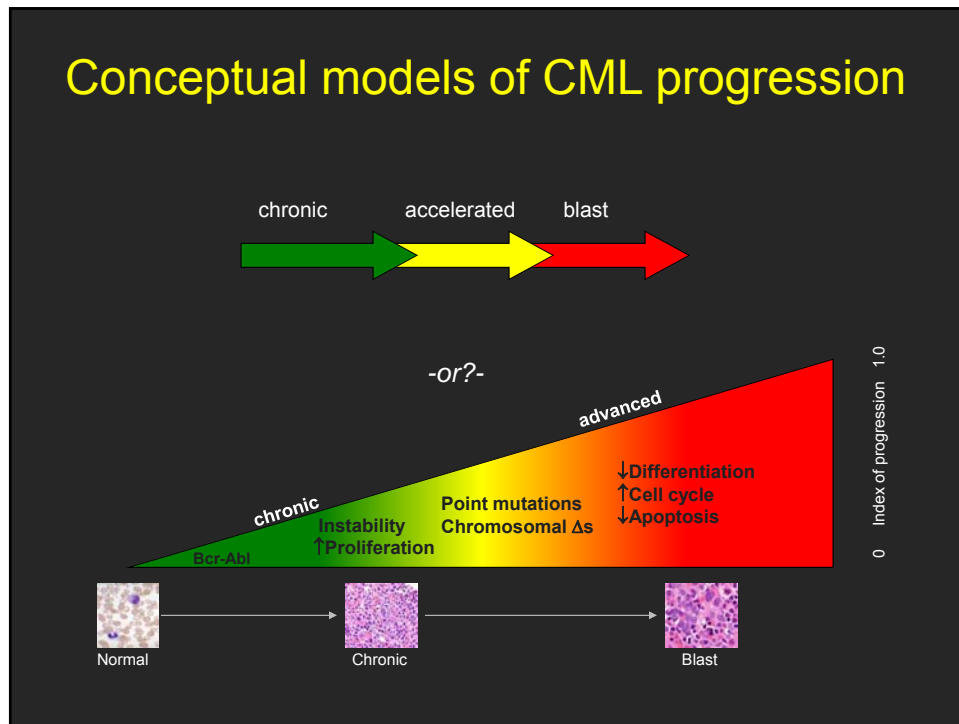 Conceptual models of CML progression
chronic accelerated blast
-or?-
advanced
chronic
Bcr-Abl
Instability
↑Proliferation
Point mutations
Chromosomal Δs
↓Differentiation
↑Cell cycle
↓Apoptosis
0 Index of progression 1.0
Normal Chronic Blast